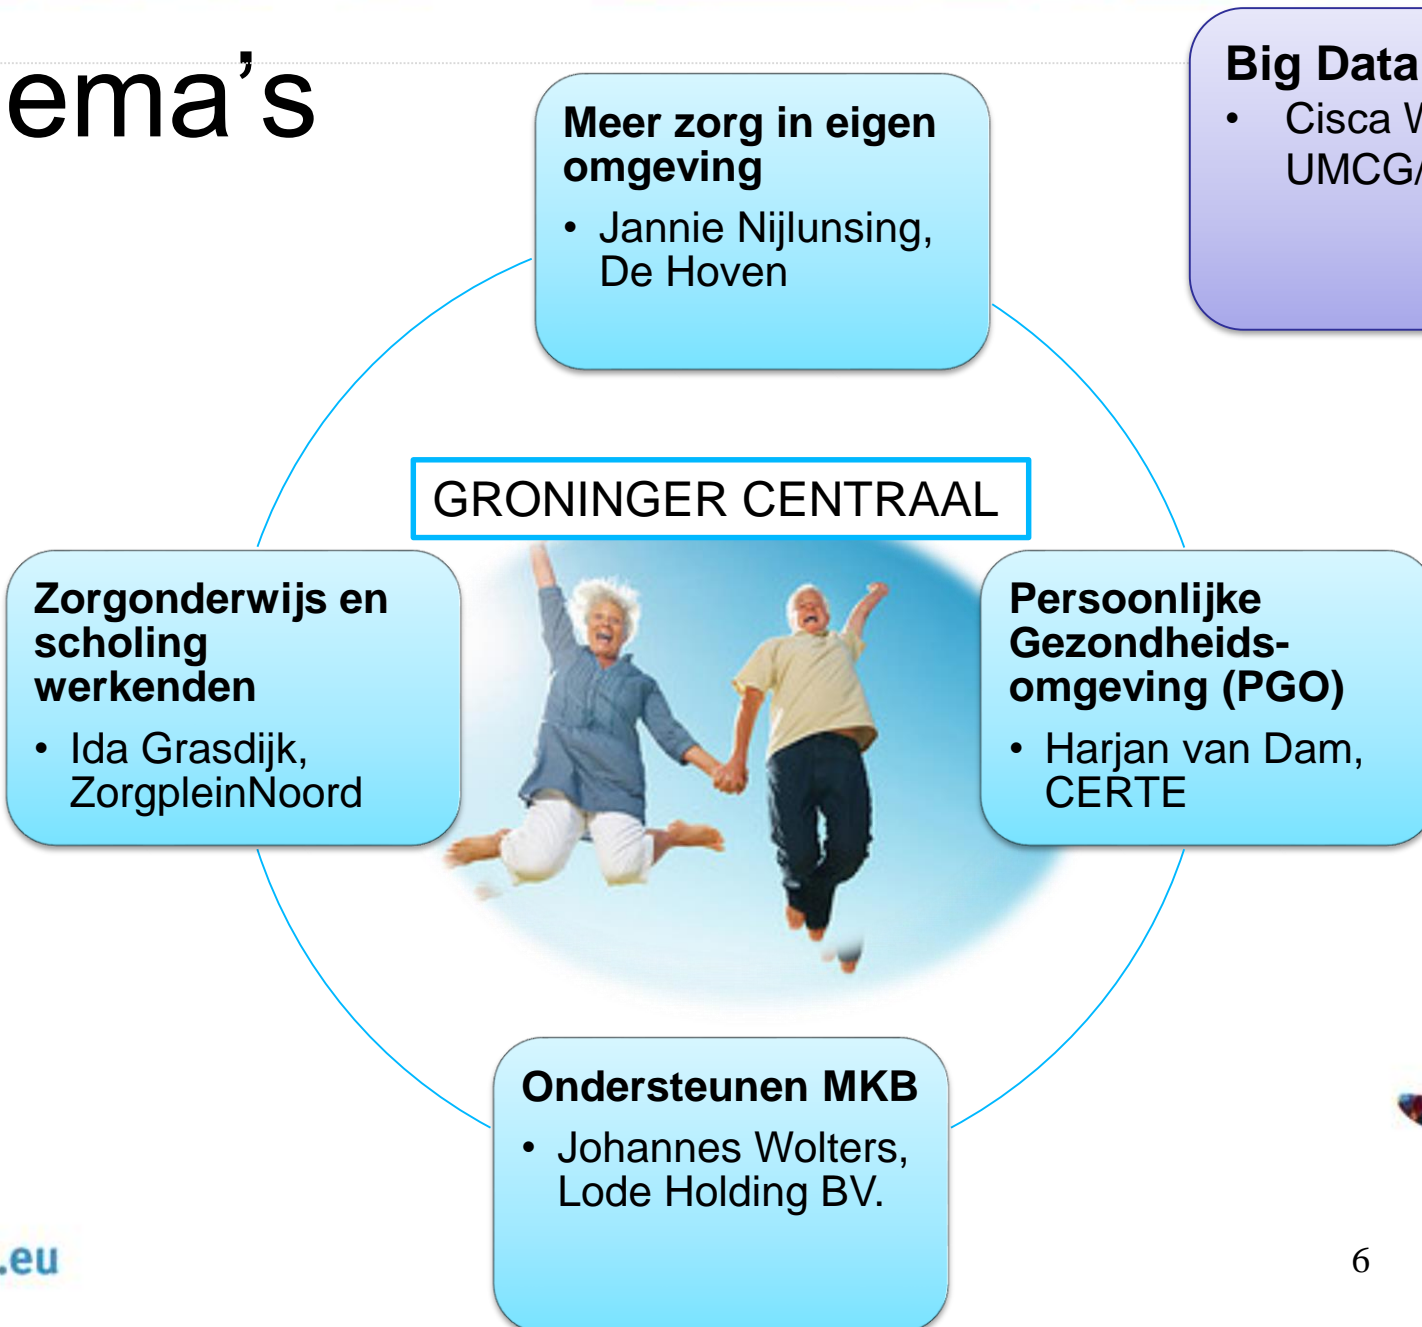 ema's
Big Data
• Cisca
UMCG/
Meer zorg in eigen
omgeving
• Jannie Nijlunsing,
De Hoven
GRONINGER CENTRAAL
Zorgonderwijs en
scholing
werkenden
• Ida Grasdijk,
ZorgpleinNoord
Persoonlijke
Gezondheids-
omgeving (PGO)
• Harjan van Dam,
CERTE
Ondersteunen MKB
• Johannes Wolters,
Lode Holding BV.
.eu
6